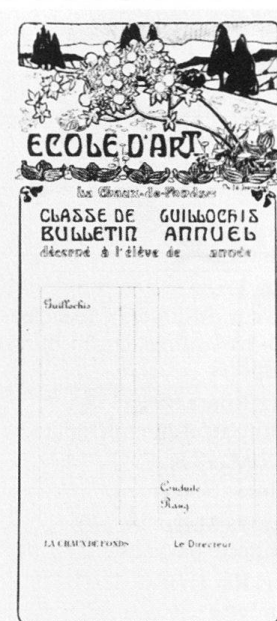 ECOLE D'ART
La Chaux-de-Fonds
CLASSE DE GUILLOCHIS
BULLETIN ANNUEL
décerné à l'élève de année
Guillochis
Conduite
Rang
LA CHAUX DE FONDS Le Directeur